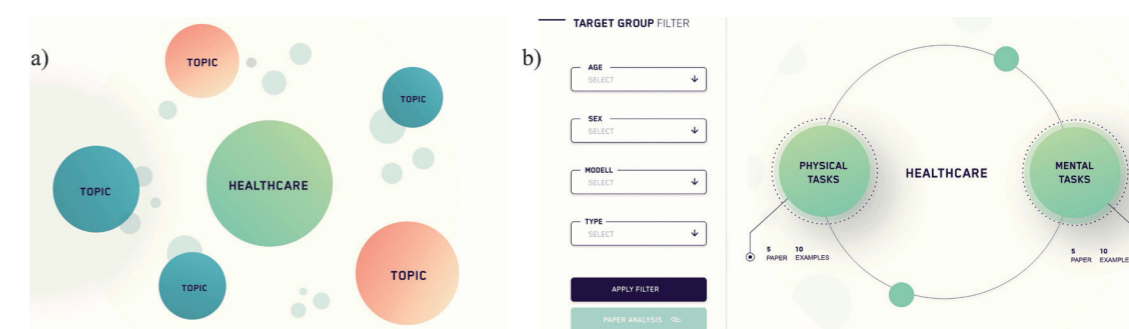 a)
TOPIC
TOPIC
TOPIC
HEALTHCARE
TOPIC
TOPIC
b)
TARGET GROUP FILTER
AGE
SELECT
SEX
SELECT
MODELL
SELECT
TYPE
SELECT
APPLY FILTER
PAPER ANALYSIS
PHYSICAL
TASKS
HEALTHCARE
MENTAL
TASKS
5 10
PAPER EXAMPLES
5 10
PAPER EXAMPLE